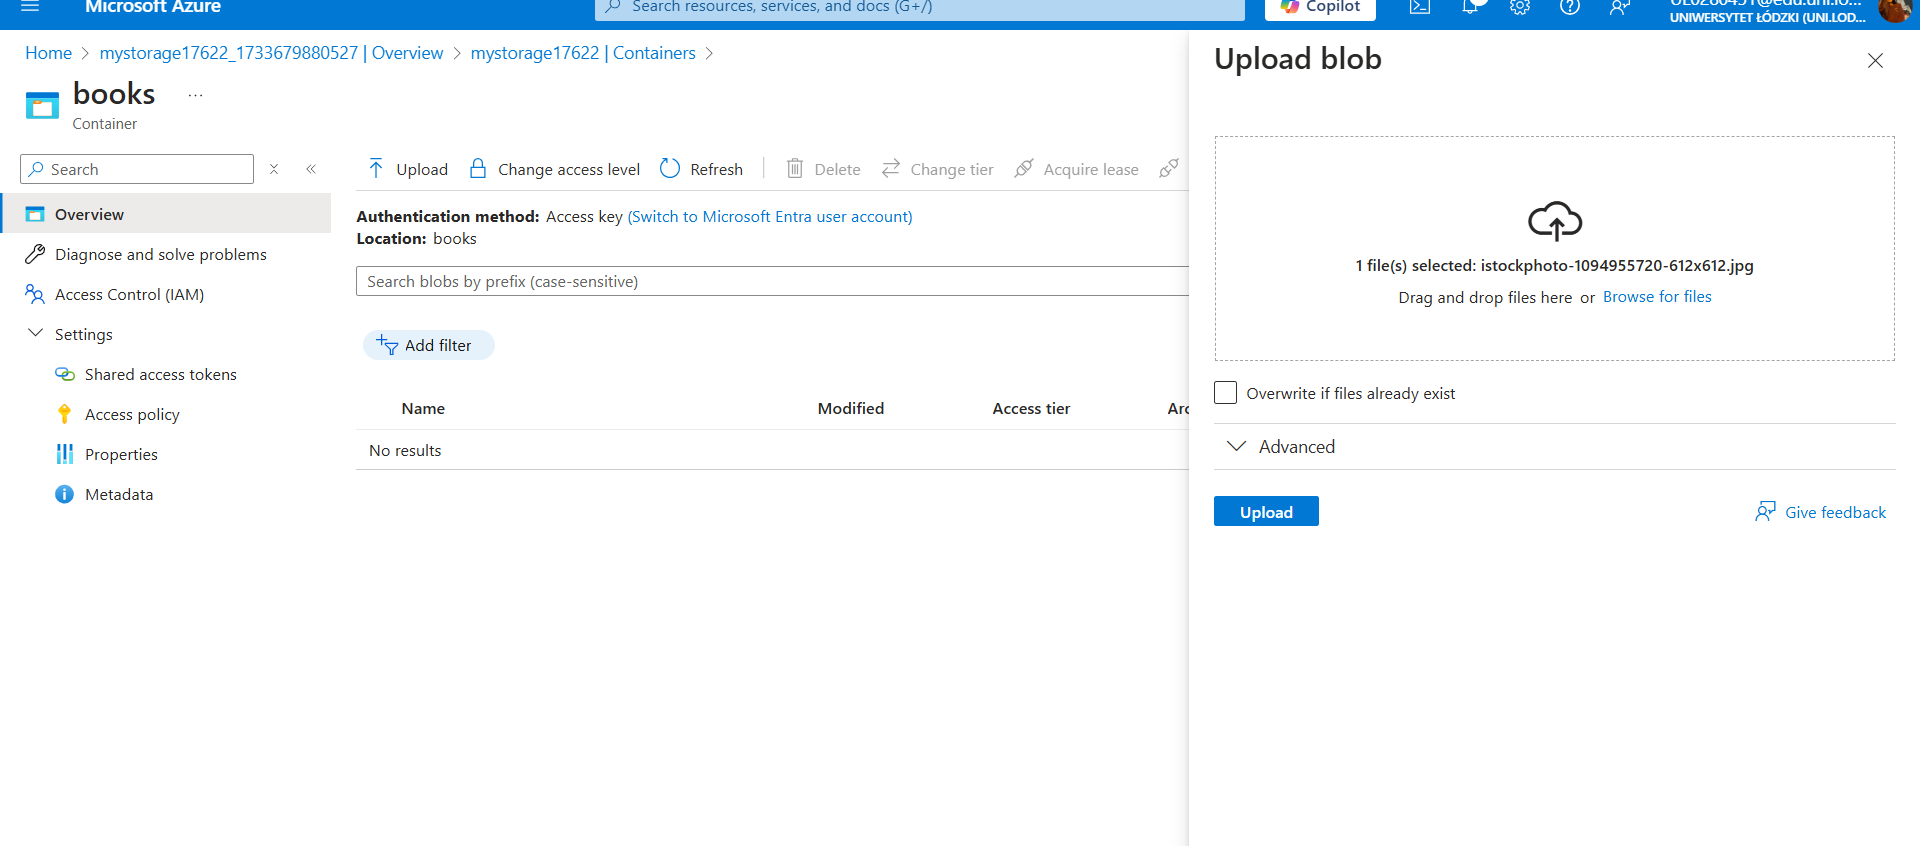 Microsoft Azure
Search resources, services, and docs (G+/)
Copilot
UNIWERSYTET ŁÓDZKI (UNI.LOD...
Home > mystorage17622_1733679880527 | Overview > mystorage17622 | Containers >
books
...
Container
Search
Overview
Diagnose and solve problems
Access Control (IAM)
Settings
Shared access tokens
Access policy
Properties
Metadata
Upload Change access level Refresh Delete Change tier Acquire lease
Authentication method: Access key (Switch to Microsoft Entra user account)
Location: books
Search blobs by prefix (case-sensitive)
Add filter
Name Modified Access tier Arc
No results
Upload blob
1 file(s) selected: istockphoto-1094955720-612x612.jpg
Drag and drop files here or Browse for files
Overwrite if files already exist
Advanced
Upload
Give feedback